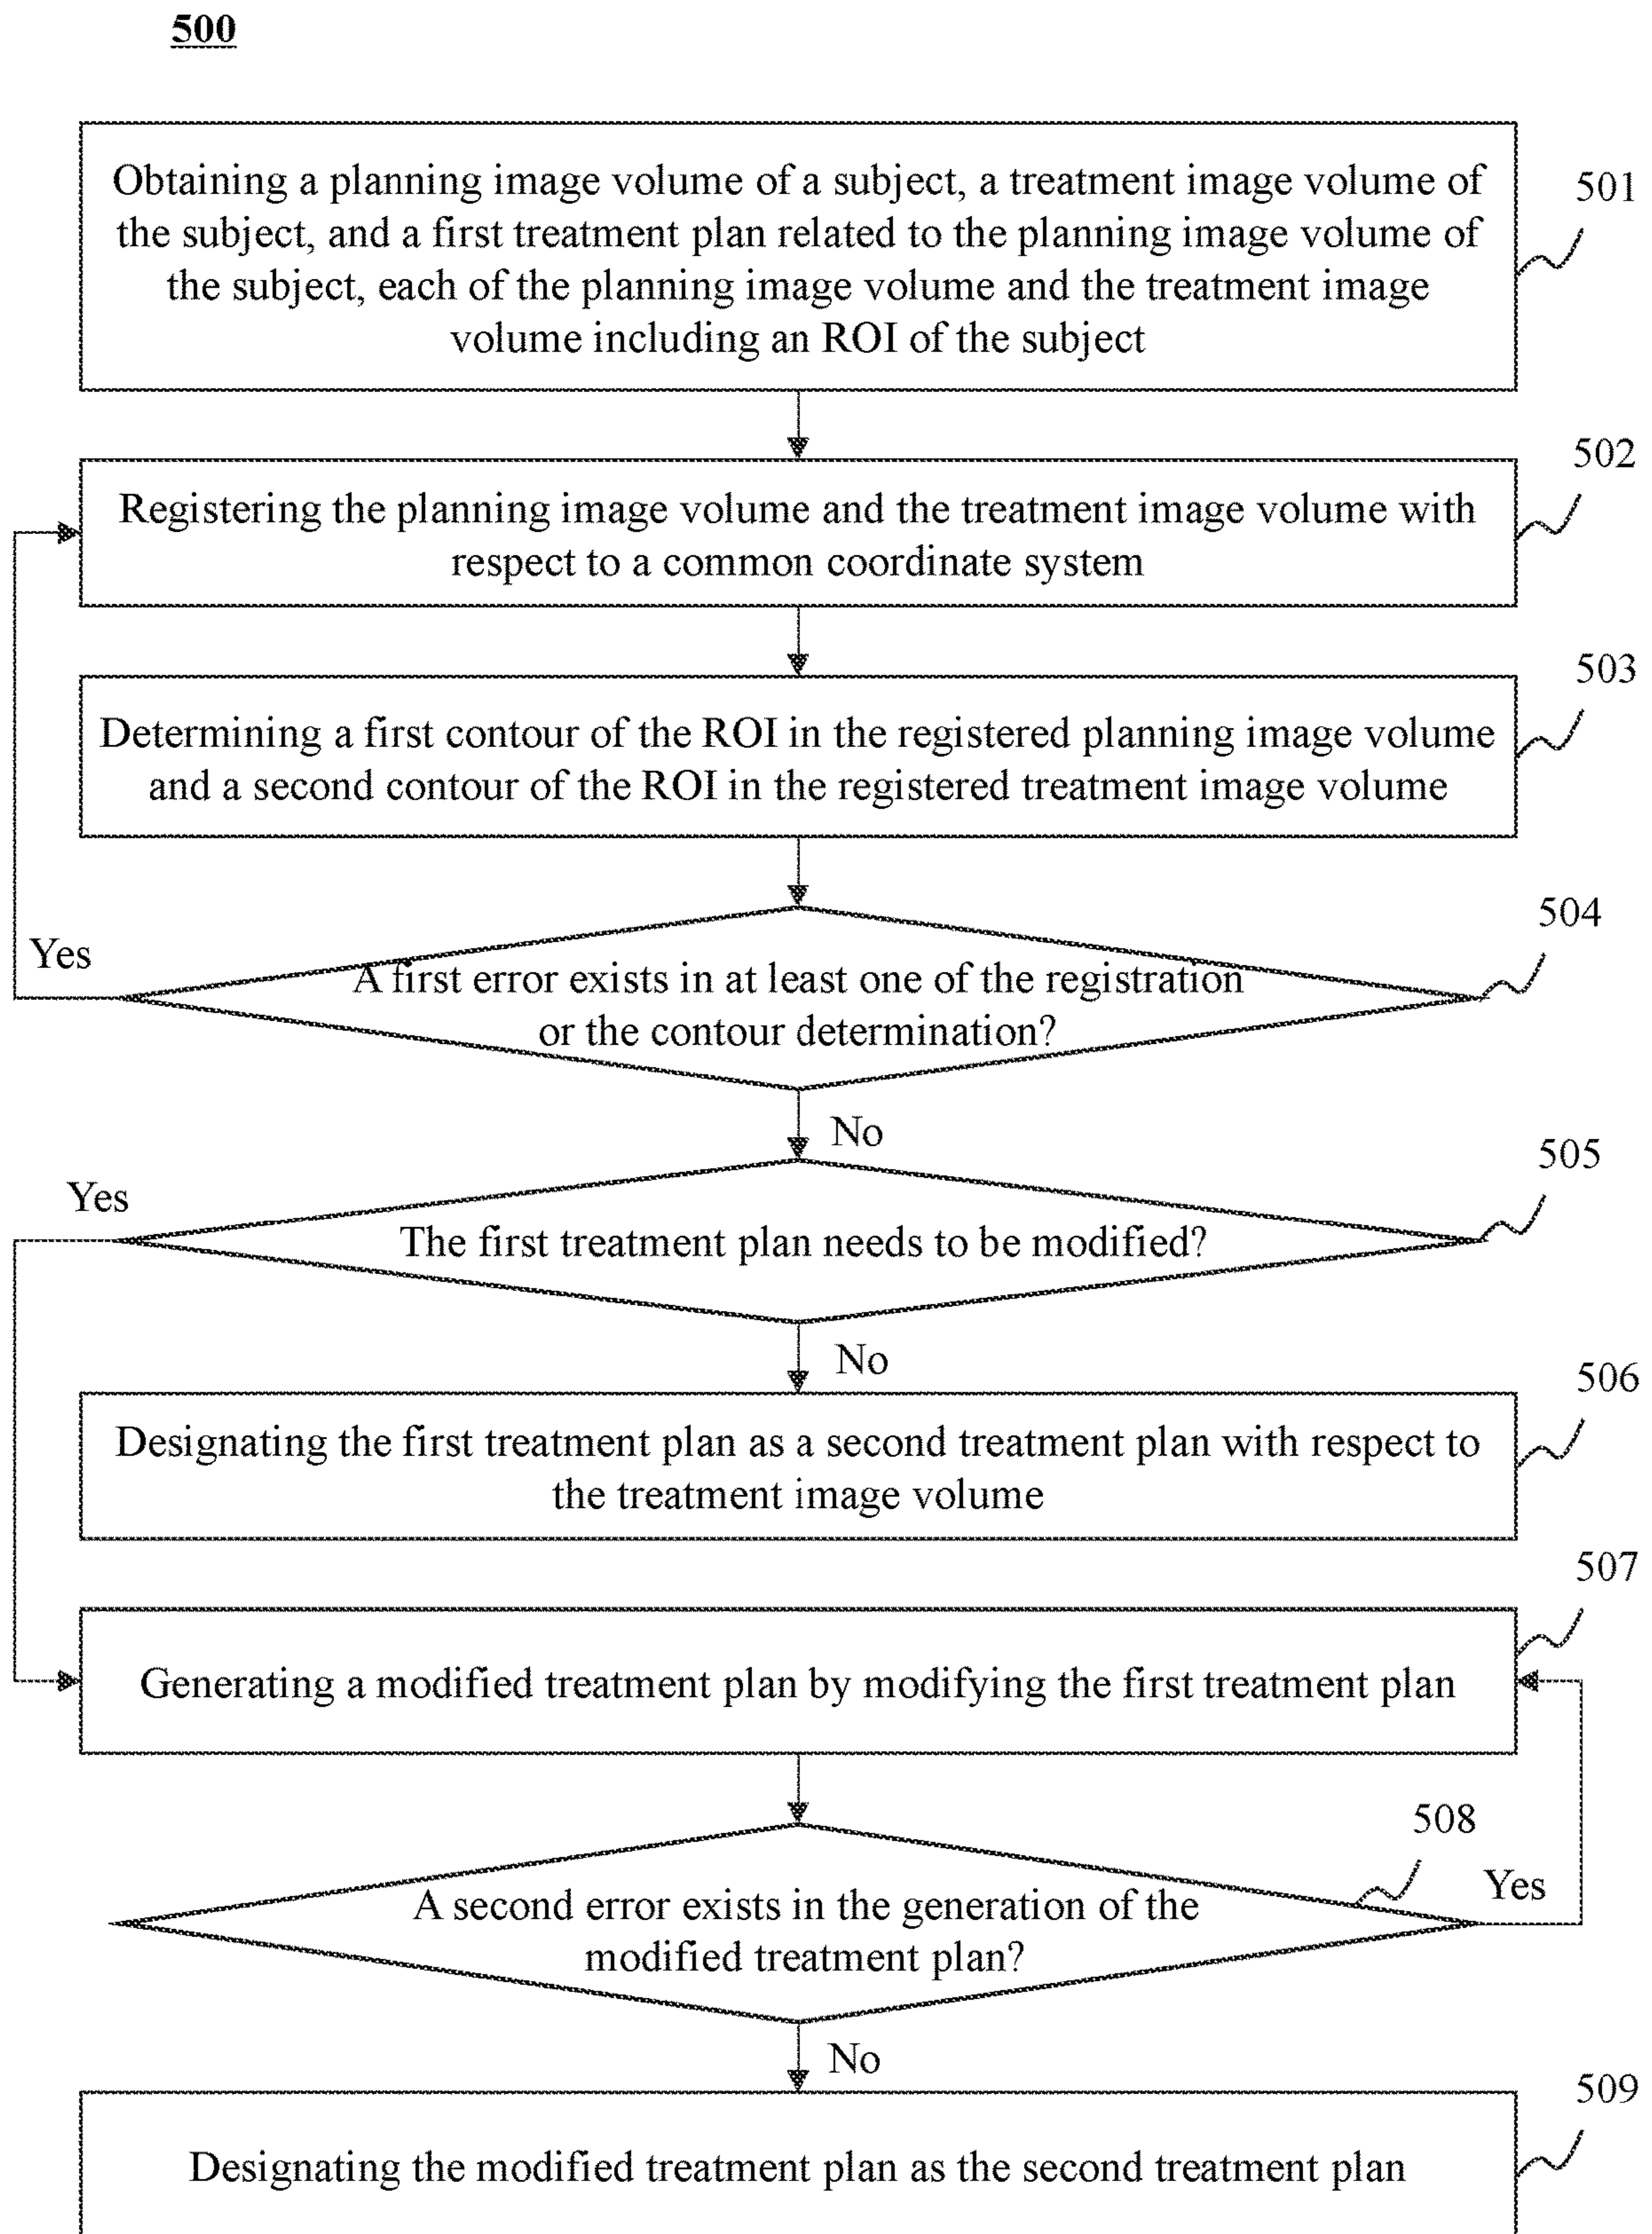 500
Obtaining a planning image volume of a subject, a treatment image volume of
the subject, and a first treatment plan related to the planning image volume of
the subject, each of the planning image volume and the treatment image
volume including an ROI of the subject
501
502
Registering the planning image volume and the treatment image volume with
respect to a common coordinate system
503
Determining a first contour of the ROI in the registered planning image volume
and a second contour of the ROI in the registered treatment image volume
504
Yes
A first error exists in at least one of the registration
or the contour determination?
No
505
Yes
The first treatment plan needs to be modified?
No
506
Designating the first treatment plan as a second treatment plan with respect to
the treatment image volume
507
Generating a modified treatment plan by modifying the first treatment plan
508
Yes
A second error exists in the generation of the
modified treatment plan?
No
509
Designating the modified treatment plan as the second treatment plan